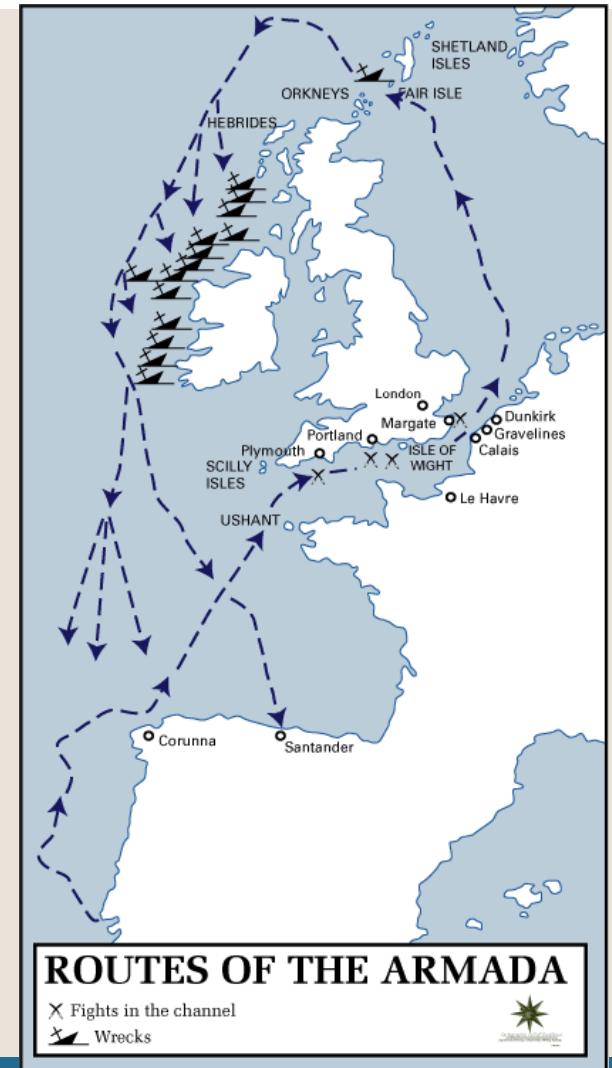 SHETLAND
ISLES
ORKNEYS
FAIR ISLE
HEBRIDES
London
Margate
Dunkirk
Gravelines
Calais
Portland
Plymouth
ISLE OF
WIGHT
SCILLY
ISLES
Le Havre
USHANT
Corunna
Santander
ROUTES OF THE ARMADA
Fights in the channel
Wrecks